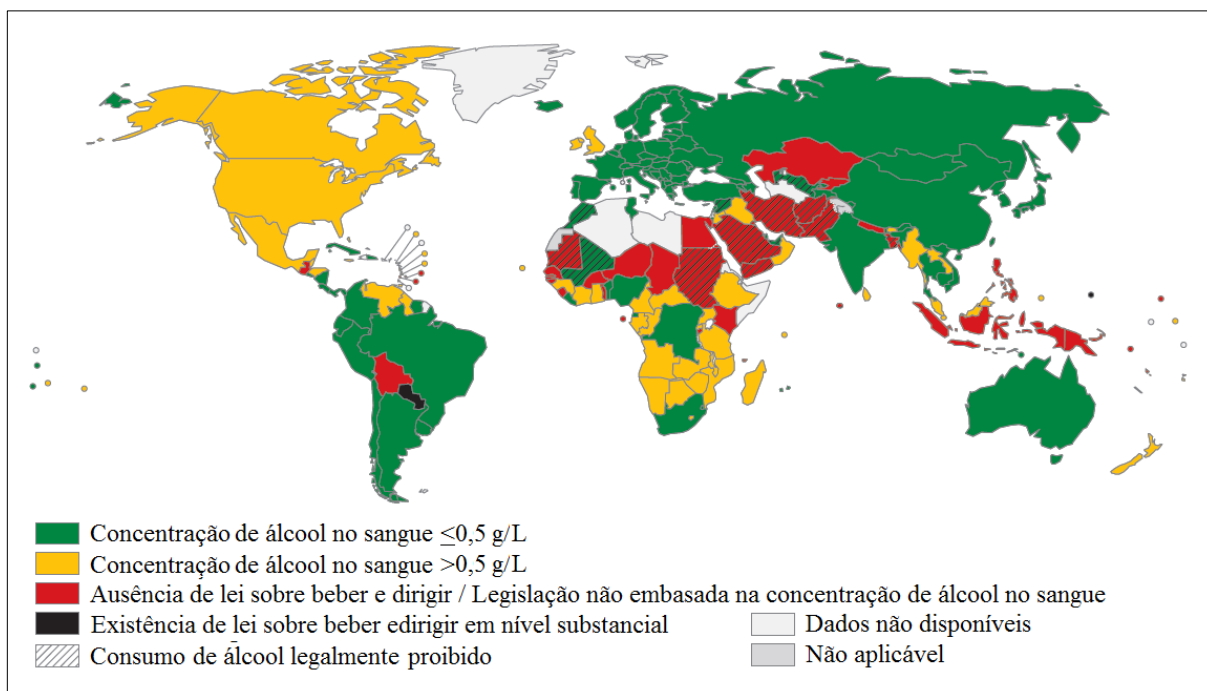 Concentração de álcool no sangue ≤0,5 g/L
Concentração de álcool no sangue >0,5 g/L
Ausência de lei sobre beber e dirigir / Legislação não embasada na concentração de álcool no sangue
Existência de lei sobre beber edirigir em nível substancial
Dados não disponíveis
Consumo de álcool legalmente proibido
Não aplicável